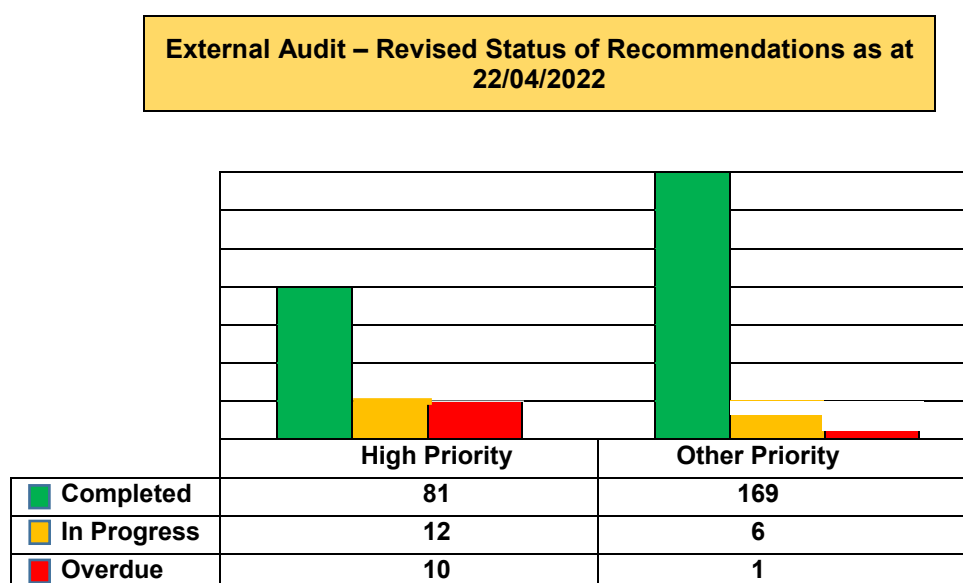 External Audit – Revised Status of Recommendations as at
22/04/2022
High Priority Other Priority
Completed 81 169
In Progress 12 6
Overdue 10 1